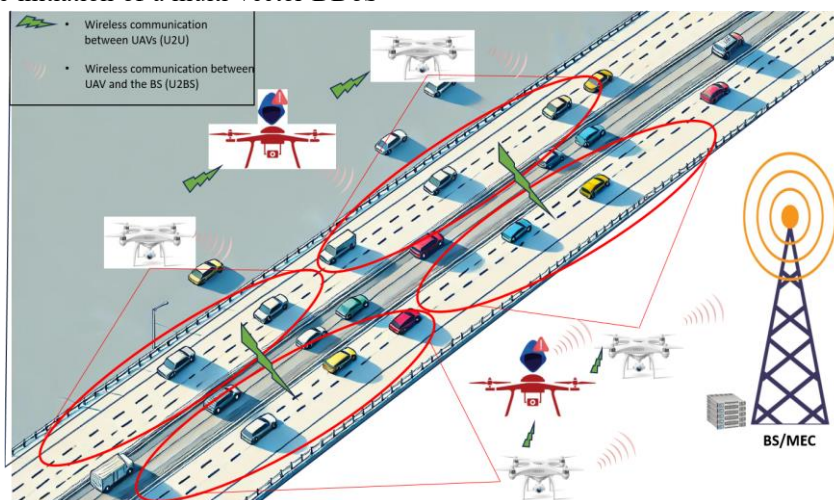 • Wireless communication
between UAVs (U2U)
• Wireless communication between
UAV and the BS (U2BS)
BS/MEC